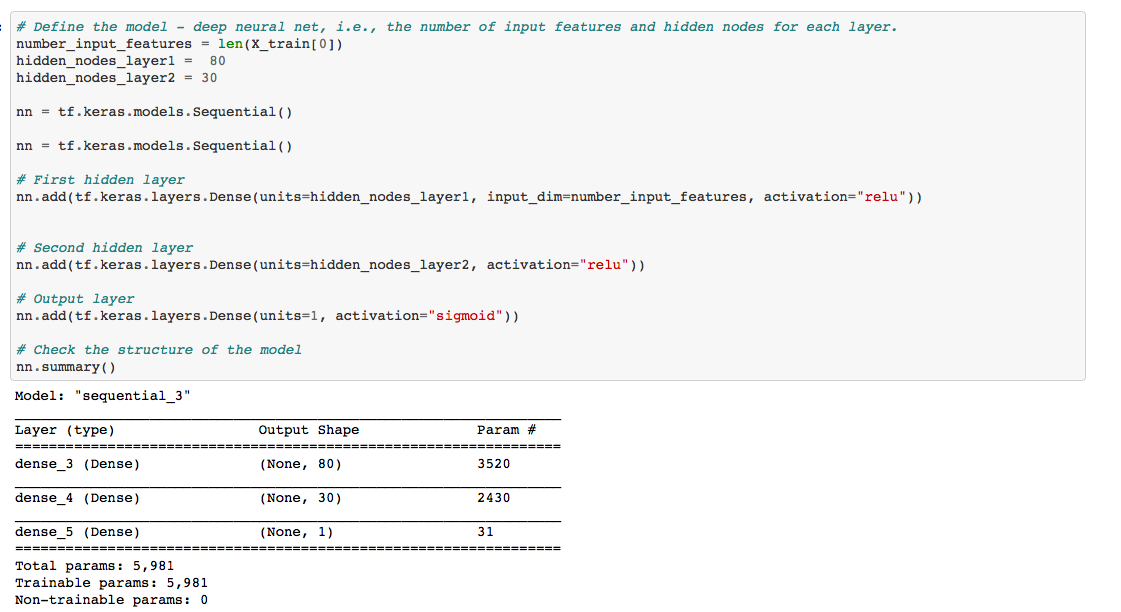 # Define the model - deep neural net, i.e., the number of input features and hidden nodes for each layer.
number_input_features = len(X_train[0])
hidden_nodes_layer1 =  80
hidden_nodes_layer2 = 30
nn = tf.keras.models.Sequential()
nn = tf.keras.models.Sequential()
# First hidden layer
nn.add(tf.keras.layers.Dense(units=hidden_nodes_layer1, input_dim=number_input_features, activation="relu"))
# Second hidden layer
nn.add(tf.keras.layers.Dense(units=hidden_nodes_layer2, activation="relu"))
# Output layer
nn.add(tf.keras.layers.Dense(units=1, activation="sigmoid"))
# Check the structure of the model
nn.summary()
Model: "sequential_3"
Layer (type) Output Shape Param #
dense_3 (Dense) (None, 80) 3520
dense_4 (Dense) (None, 30) 2430
dense_5 (Dense) (None, 1) 31
Total params: 5,981
Trainable params: 5,981
Non-trainable params: 0